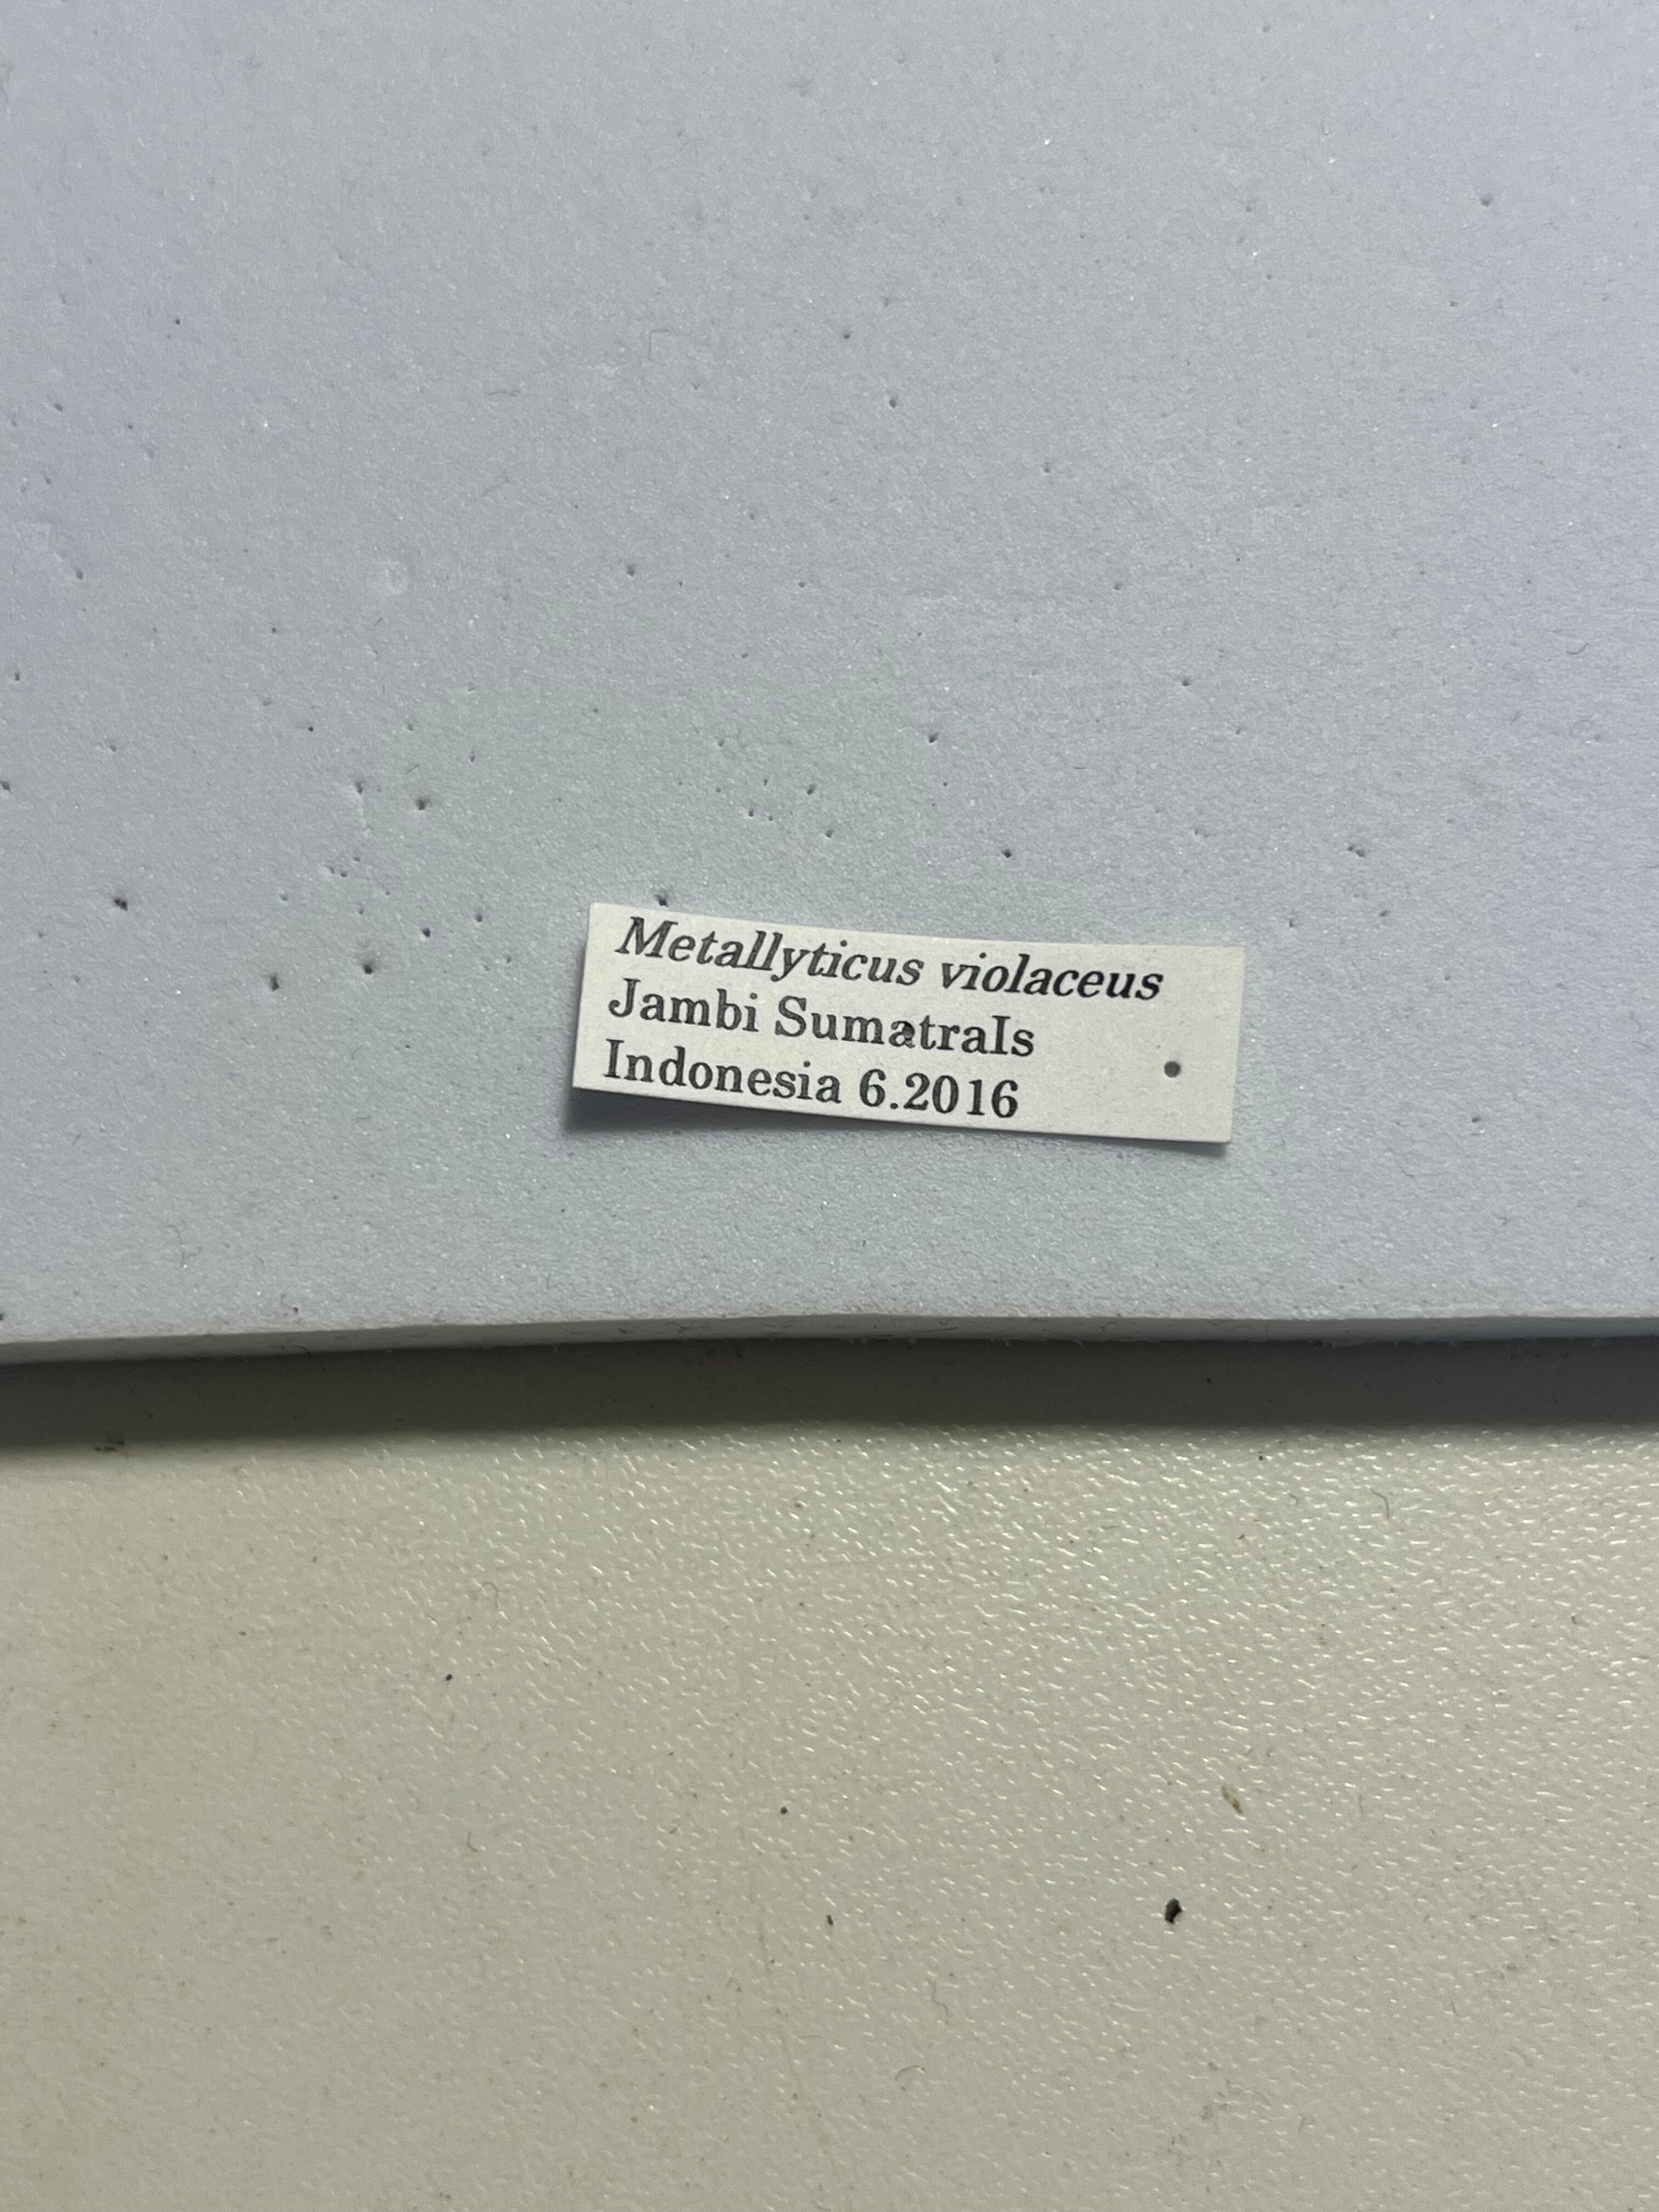 Metallyticus violaceus
Jambi SumatraIs
Indonesia 6.2016